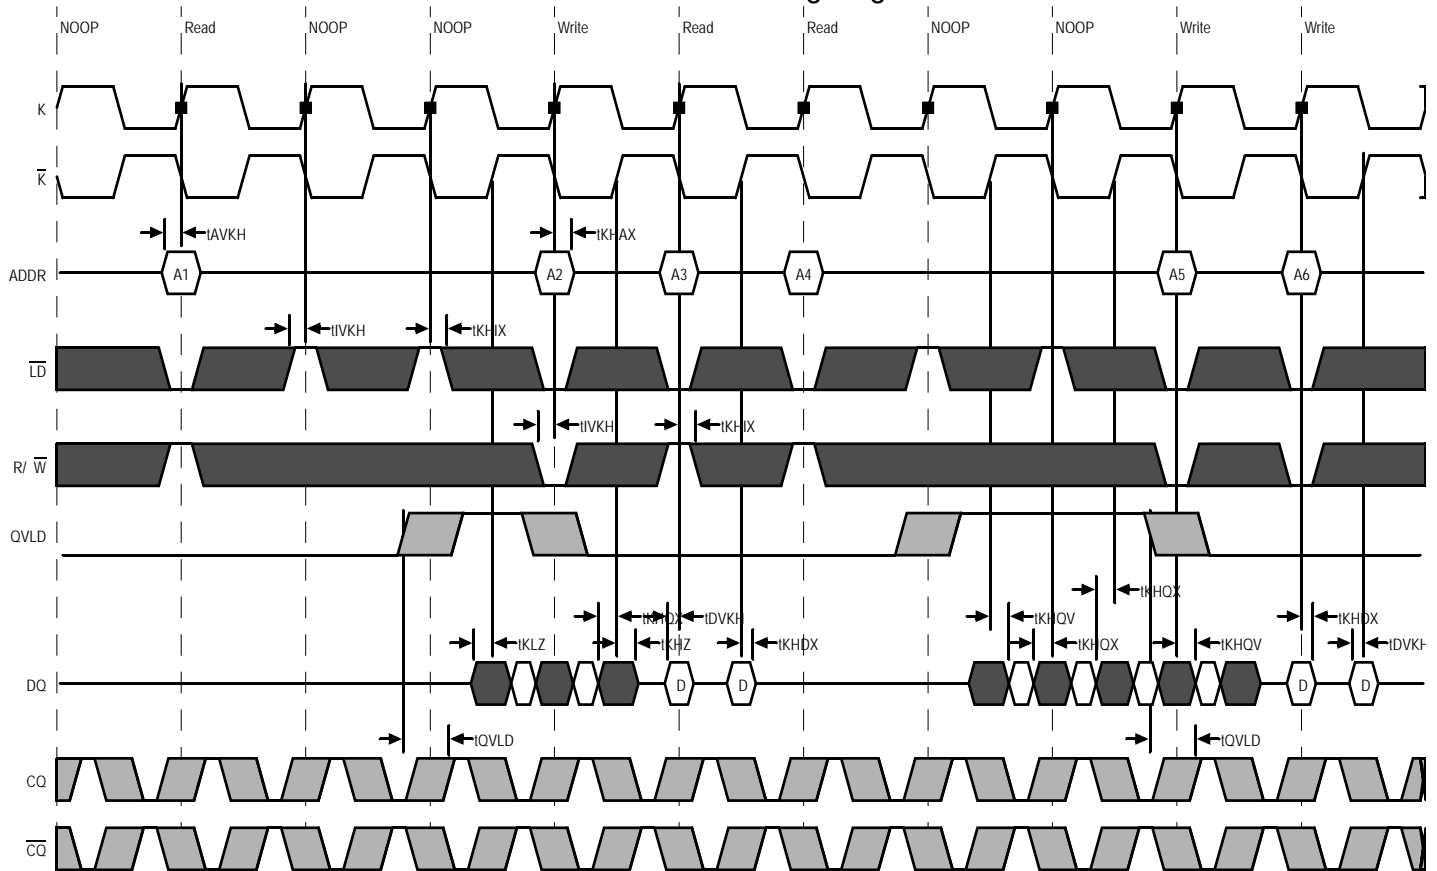 NOOP Read NOOP NOOP Write Read Read NOOP NOOP Write Write
K
K
tAVKH tKHAX
ADDR A1 A2 A3 A4 A5 A6
tIVKH tKHIX
LD
tIVKH tKHIX
R/ W
QVLD
tKHQX
tKHQX tDVKH tKHQV tKHDX
tKLZ tKHZ tKHDX tKHQX tKHQV tDVKH
DQ D D D D
tQVLD tQVLD
CQ
CQ